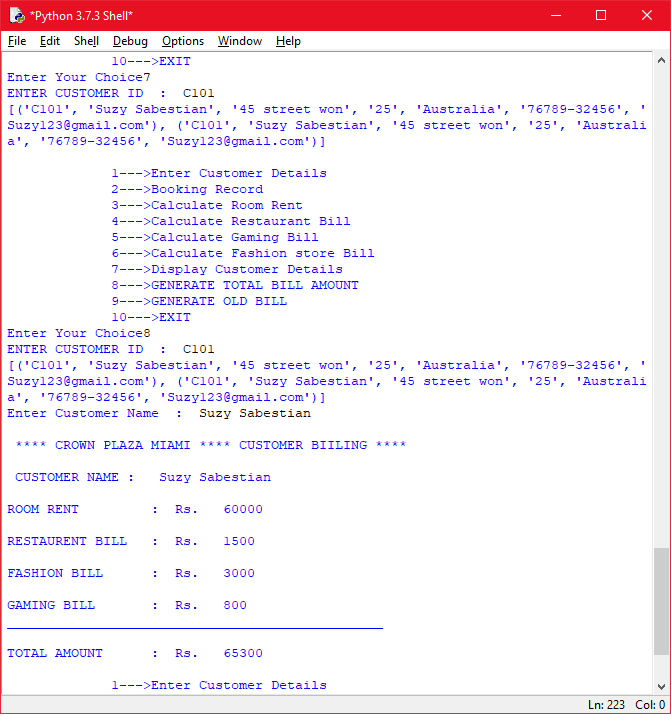 *Python 3.7.3 Shell*
File Edit Shell Debug Options Window Help
10--->EXIT
Enter Your Choice7
ENTER CUSTOMER ID : C101
[('C101', 'Suzy Sabestian', '45 street won', '25', 'Australia', '76789-32456', '
Suzy123@gmail.com'), ('C101', 'Suzy Sabestian', '45 street won', '25', 'Australi
a', '76789-32456', 'Suzy123@gmail.com')]
1--->Enter Customer Details
2--->Booking Record
3--->Calculate Room Rent
4--->Calculate Restaurant Bill
5--->Calculate Gaming Bill
6--->Calculate Fashion store Bill
7--->Display Customer Details
8--->GENERATE TOTAL BILL AMOUNT
9--->GENERATE OLD BILL
10--->EXIT
Enter Your Choice8
ENTER CUSTOMER ID : C101
[('C101', 'Suzy Sabestian', '45 street won', '25', 'Australia', '76789-32456', '
Suzy123@gmail.com'), ('C101', 'Suzy Sabestian', '45 street won', '25', 'Australi
a', '76789-32456', 'Suzy123@gmail.com')]
Enter Customer Name : Suzy Sabestian
**** CROWN PLAZA MIAMI **** CUSTOMER BIILING ****
CUSTOMER NAME : Suzy Sabestian
ROOM RENT : Rs. 60000
RESTAURENT BILL : Rs. 1500
FASHION BILL : Rs. 3000
GAMING BILL : Rs. 800
_______________________________________________
TOTAL AMOUNT : Rs. 65300
1--->Enter Customer Details
Ln: 223 Col: 0